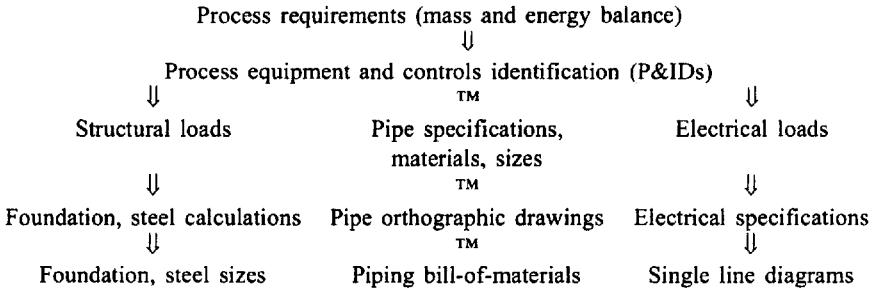 Process requirements (mass and energy balance)
⇓
Process equipment and controls identification (P&IDs)
⇓ ™ ⇓
Structural loads Pipe specifications, Electrical loads
materials, sizes
⇓ ™ ⇓
Foundation, steel calculations Pipe orthographic drawings Electrical specifications
⇓ ™ ⇓
Foundation, steel sizes Piping bill-of-materials Single line diagrams